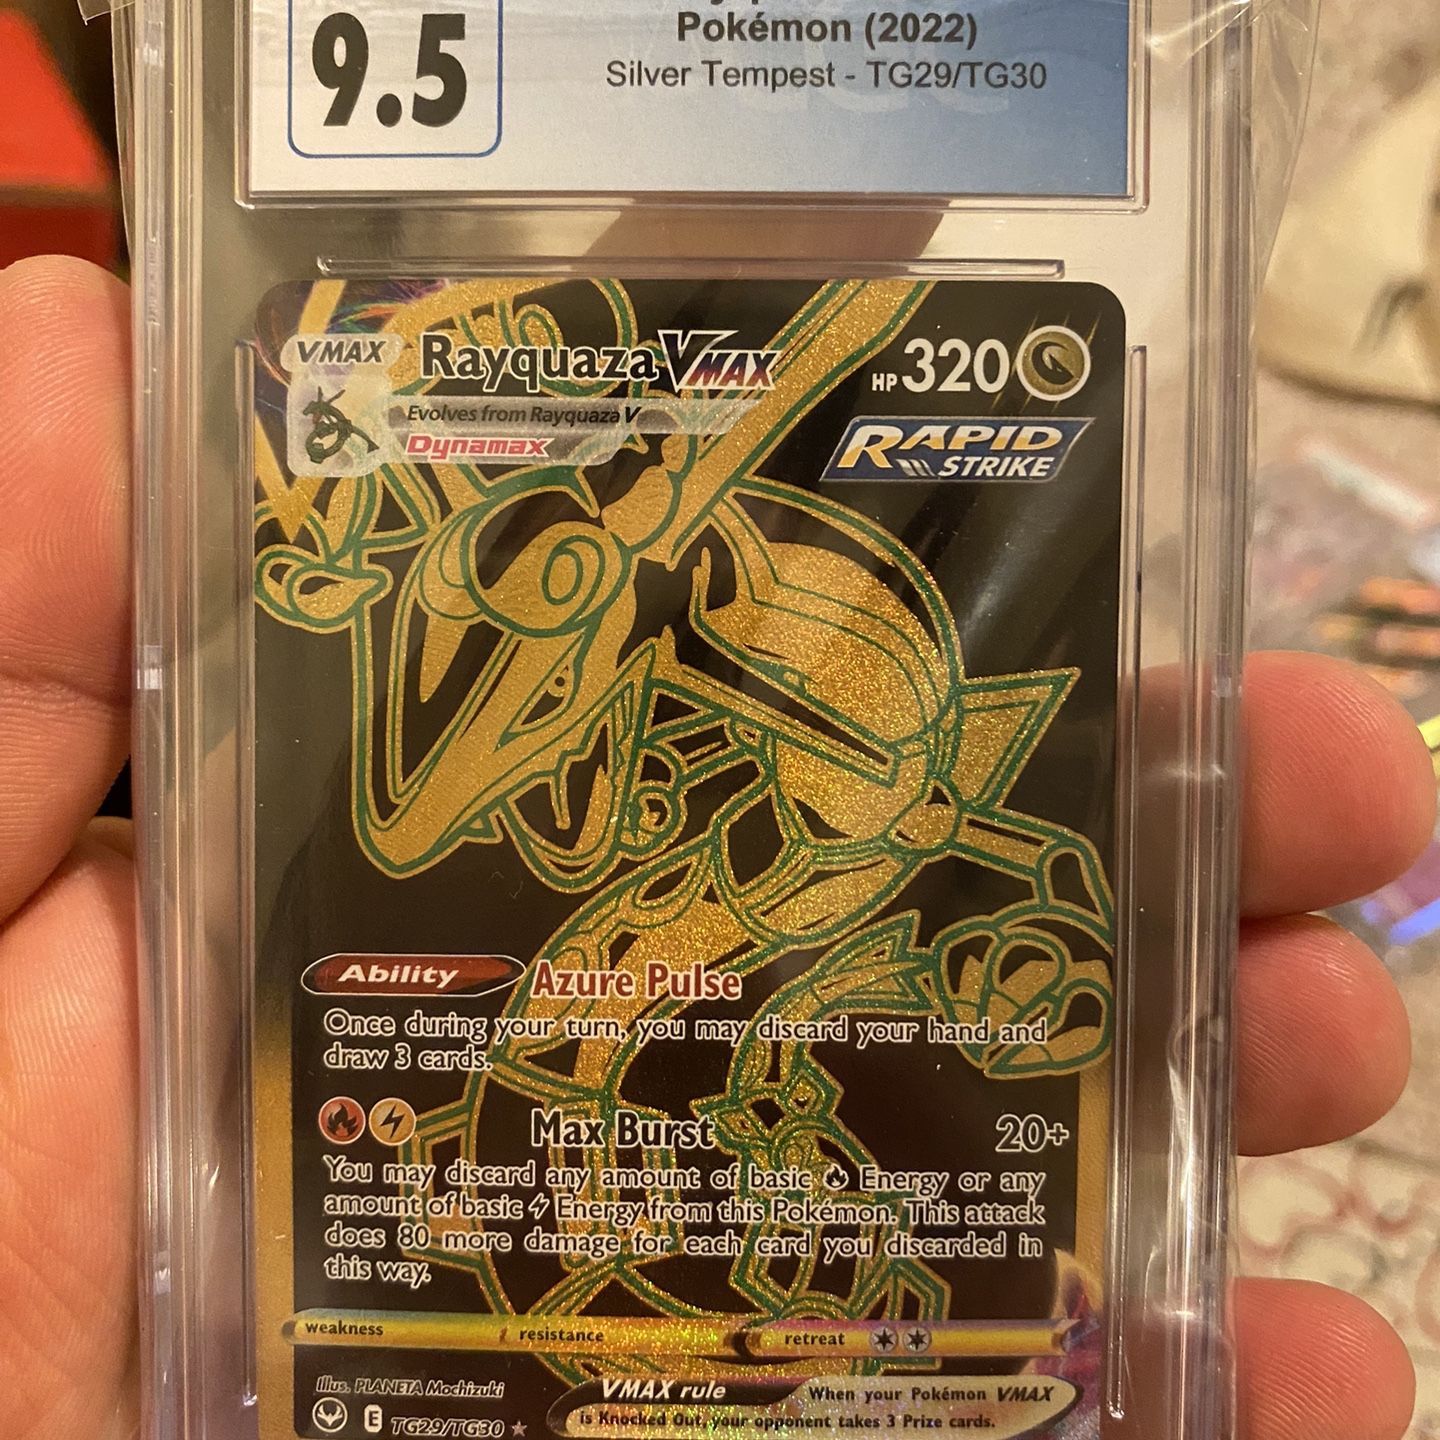 9.5
Pokémon (2022)
Silver Tempest - TG29/TG30
VMAX
Rayquaza VMAX
HP 320
Evolves from Rayquaza V
Dynamax
RAPID
STRIKE
Ability
Azure Pulse
Once during your turn, you may discard your hand and
draw 3 cards.
Max Burst
20+
You may discard any amount of basic Energy or any
amount of basic Energy from this Pokémon. This attack
does 80 more damage for each card you discarded in
this way.
weakness resistance retreat
Illus. PLANETA Mochizuki
VMAX rule
When your Pokémon VMAX
is Knocked Out, your opponent takes 3 Prize cards.
E TG29/TG30